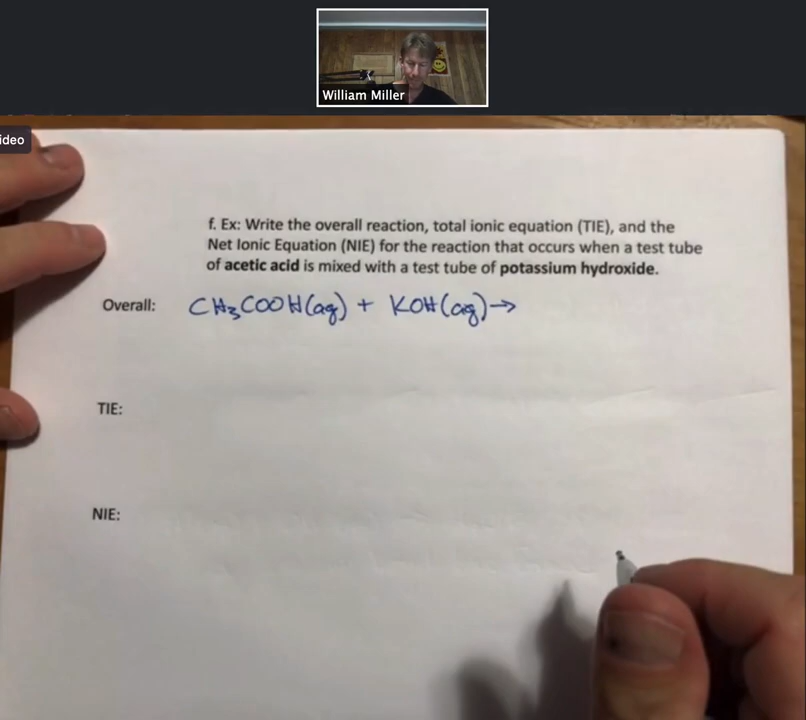 William Miller
ideo
f. Ex: Write the overall reaction, total ionic equation (TIE), and the
Net Ionic Equation (NIE) for the reaction that occurs when a test tube
of acetic acid is mixed with a test tube of potassium hydroxide.
Overall: CH₃COOH(aq) + KOH(aq)→
TIE:
NIE: